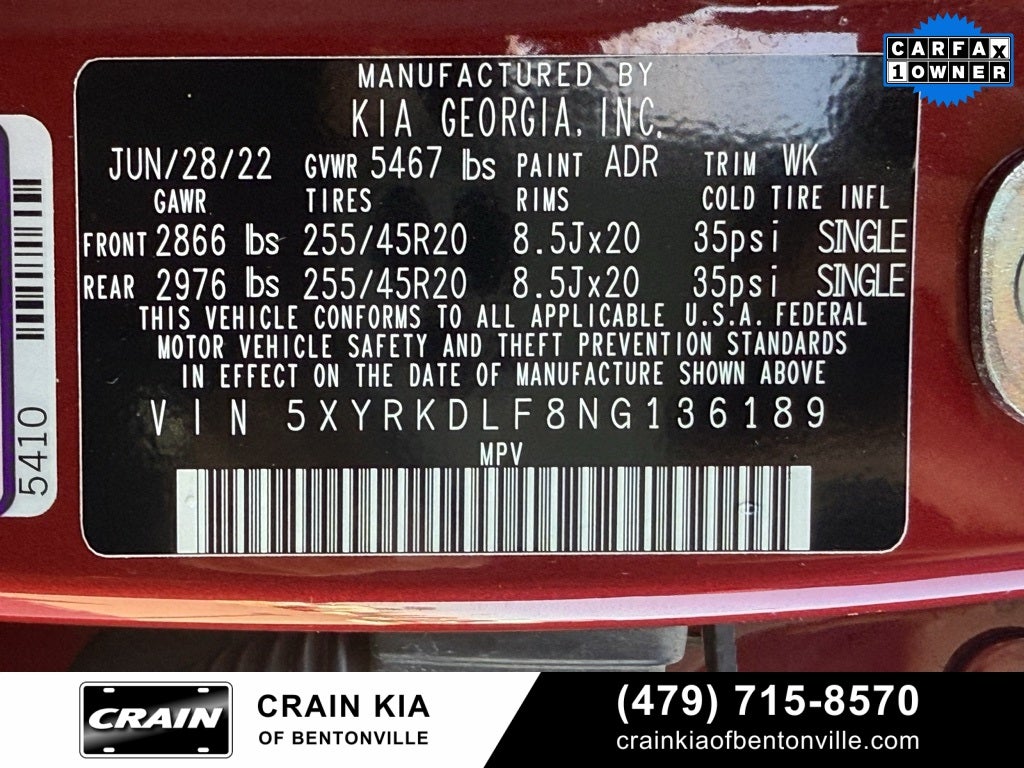 CARFAX
1 OWNER
MANUFACTURED BY
KIA GEORGIA, INC.
JUN/28/22 GVWR 5467 lbs PAINT ADR TRIM WK
GAWR TIRES RIMS COLD TIRE INFL
FRONT 2866 lbs 255/45R20 8.5Jx20 35psi SINGLE
REAR 2976 lbs 255/45R20 8.5Jx20 35psi SINGLE
THIS VEHICLE CONFORMS TO ALL APPLICABLE U.S.A. FEDERAL
MOTOR VEHICLE SAFETY AND THEFT PREVENTION STANDARDS
IN EFFECT ON THE DATE OF MANUFACTURE SHOWN ABOVE
VIN 5XYRKDLF8NG136189
MPV
5410
CRAIN
CRAIN KIA
OF BENTONVILLE
(479) 715-8570
crainkiaofbentonville.com